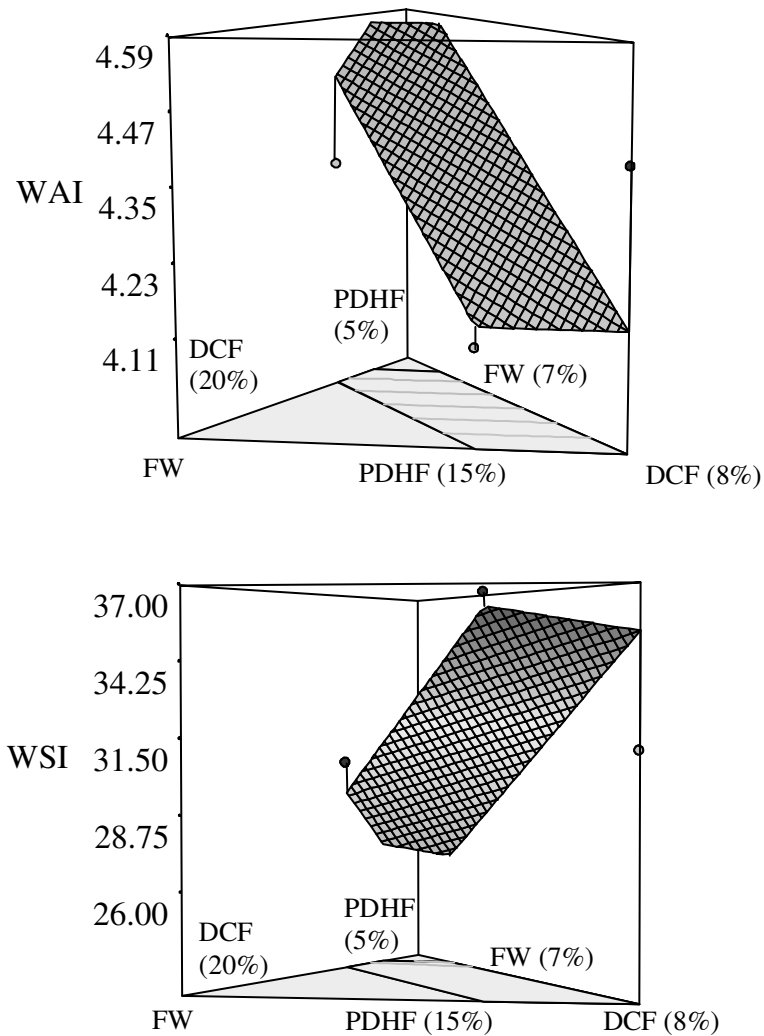 4.59
4.47
WAI
4.35
4.23
PDHF
(5%)
4.11
DCF
(20%)
FW (7%)
FW
PDHF (15%)
DCF (8%)
37.00
34.25
WSI
31.50
28.75
26.00
PDHF
(5%)
DCF
(20%)
FW (7%)
FW
PDHF (15%)
DCF (8%)